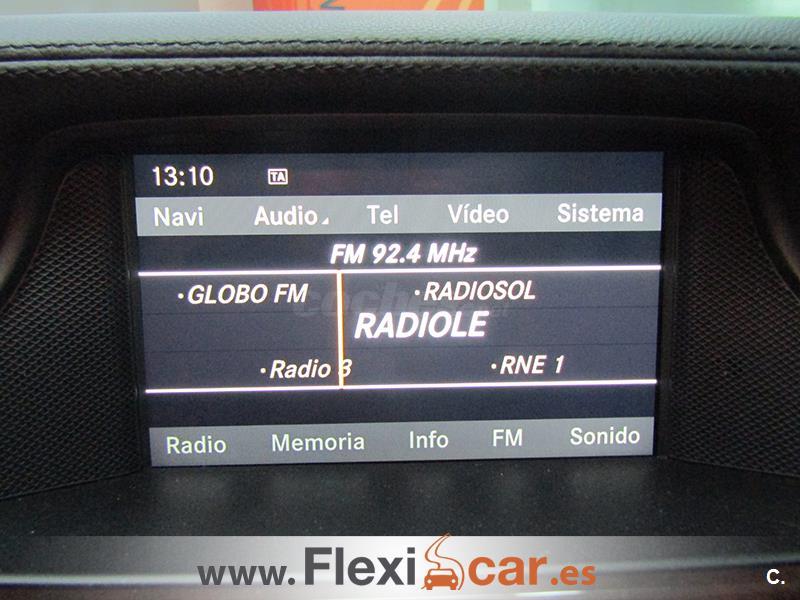 13:10 TA
Navi Audio Tel Vídeo Sistema
FM 92.4 MHz
•GLOBO FM •RADIOSOL
RADIOLE
•Radio 3 •RNE 1
Radio Memoria Info FM Sonido
www.Flexicar.es
c.